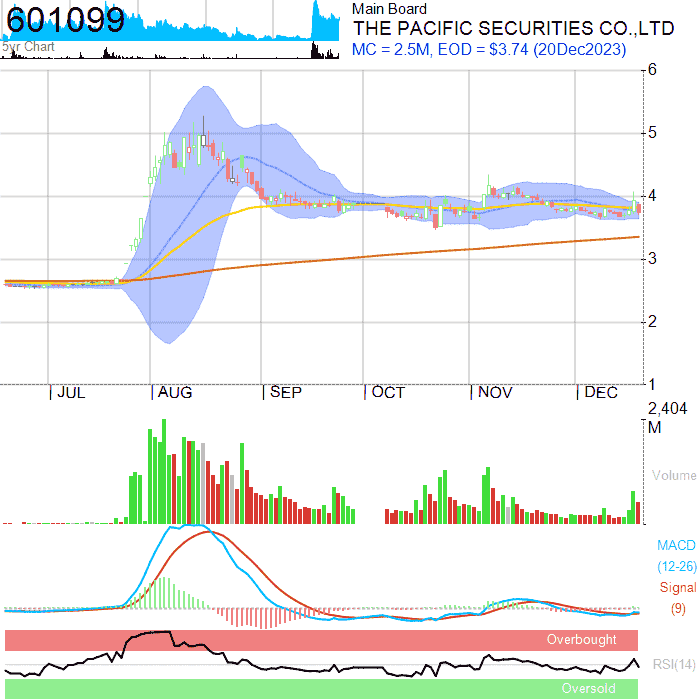 601099
5yr Chart
Main Board
THE PACIFIC SECURITIES CO.,LTD
MC = 2.5M, EOD = $3.74 (20Dec2023)
6
5
4
3
2
1
JUL AUG SEP OCT NOV DEC
2,404
M
Volume
MACD
(12-26)
Signal
(9)
Overbought
RSI(14)
Oversold